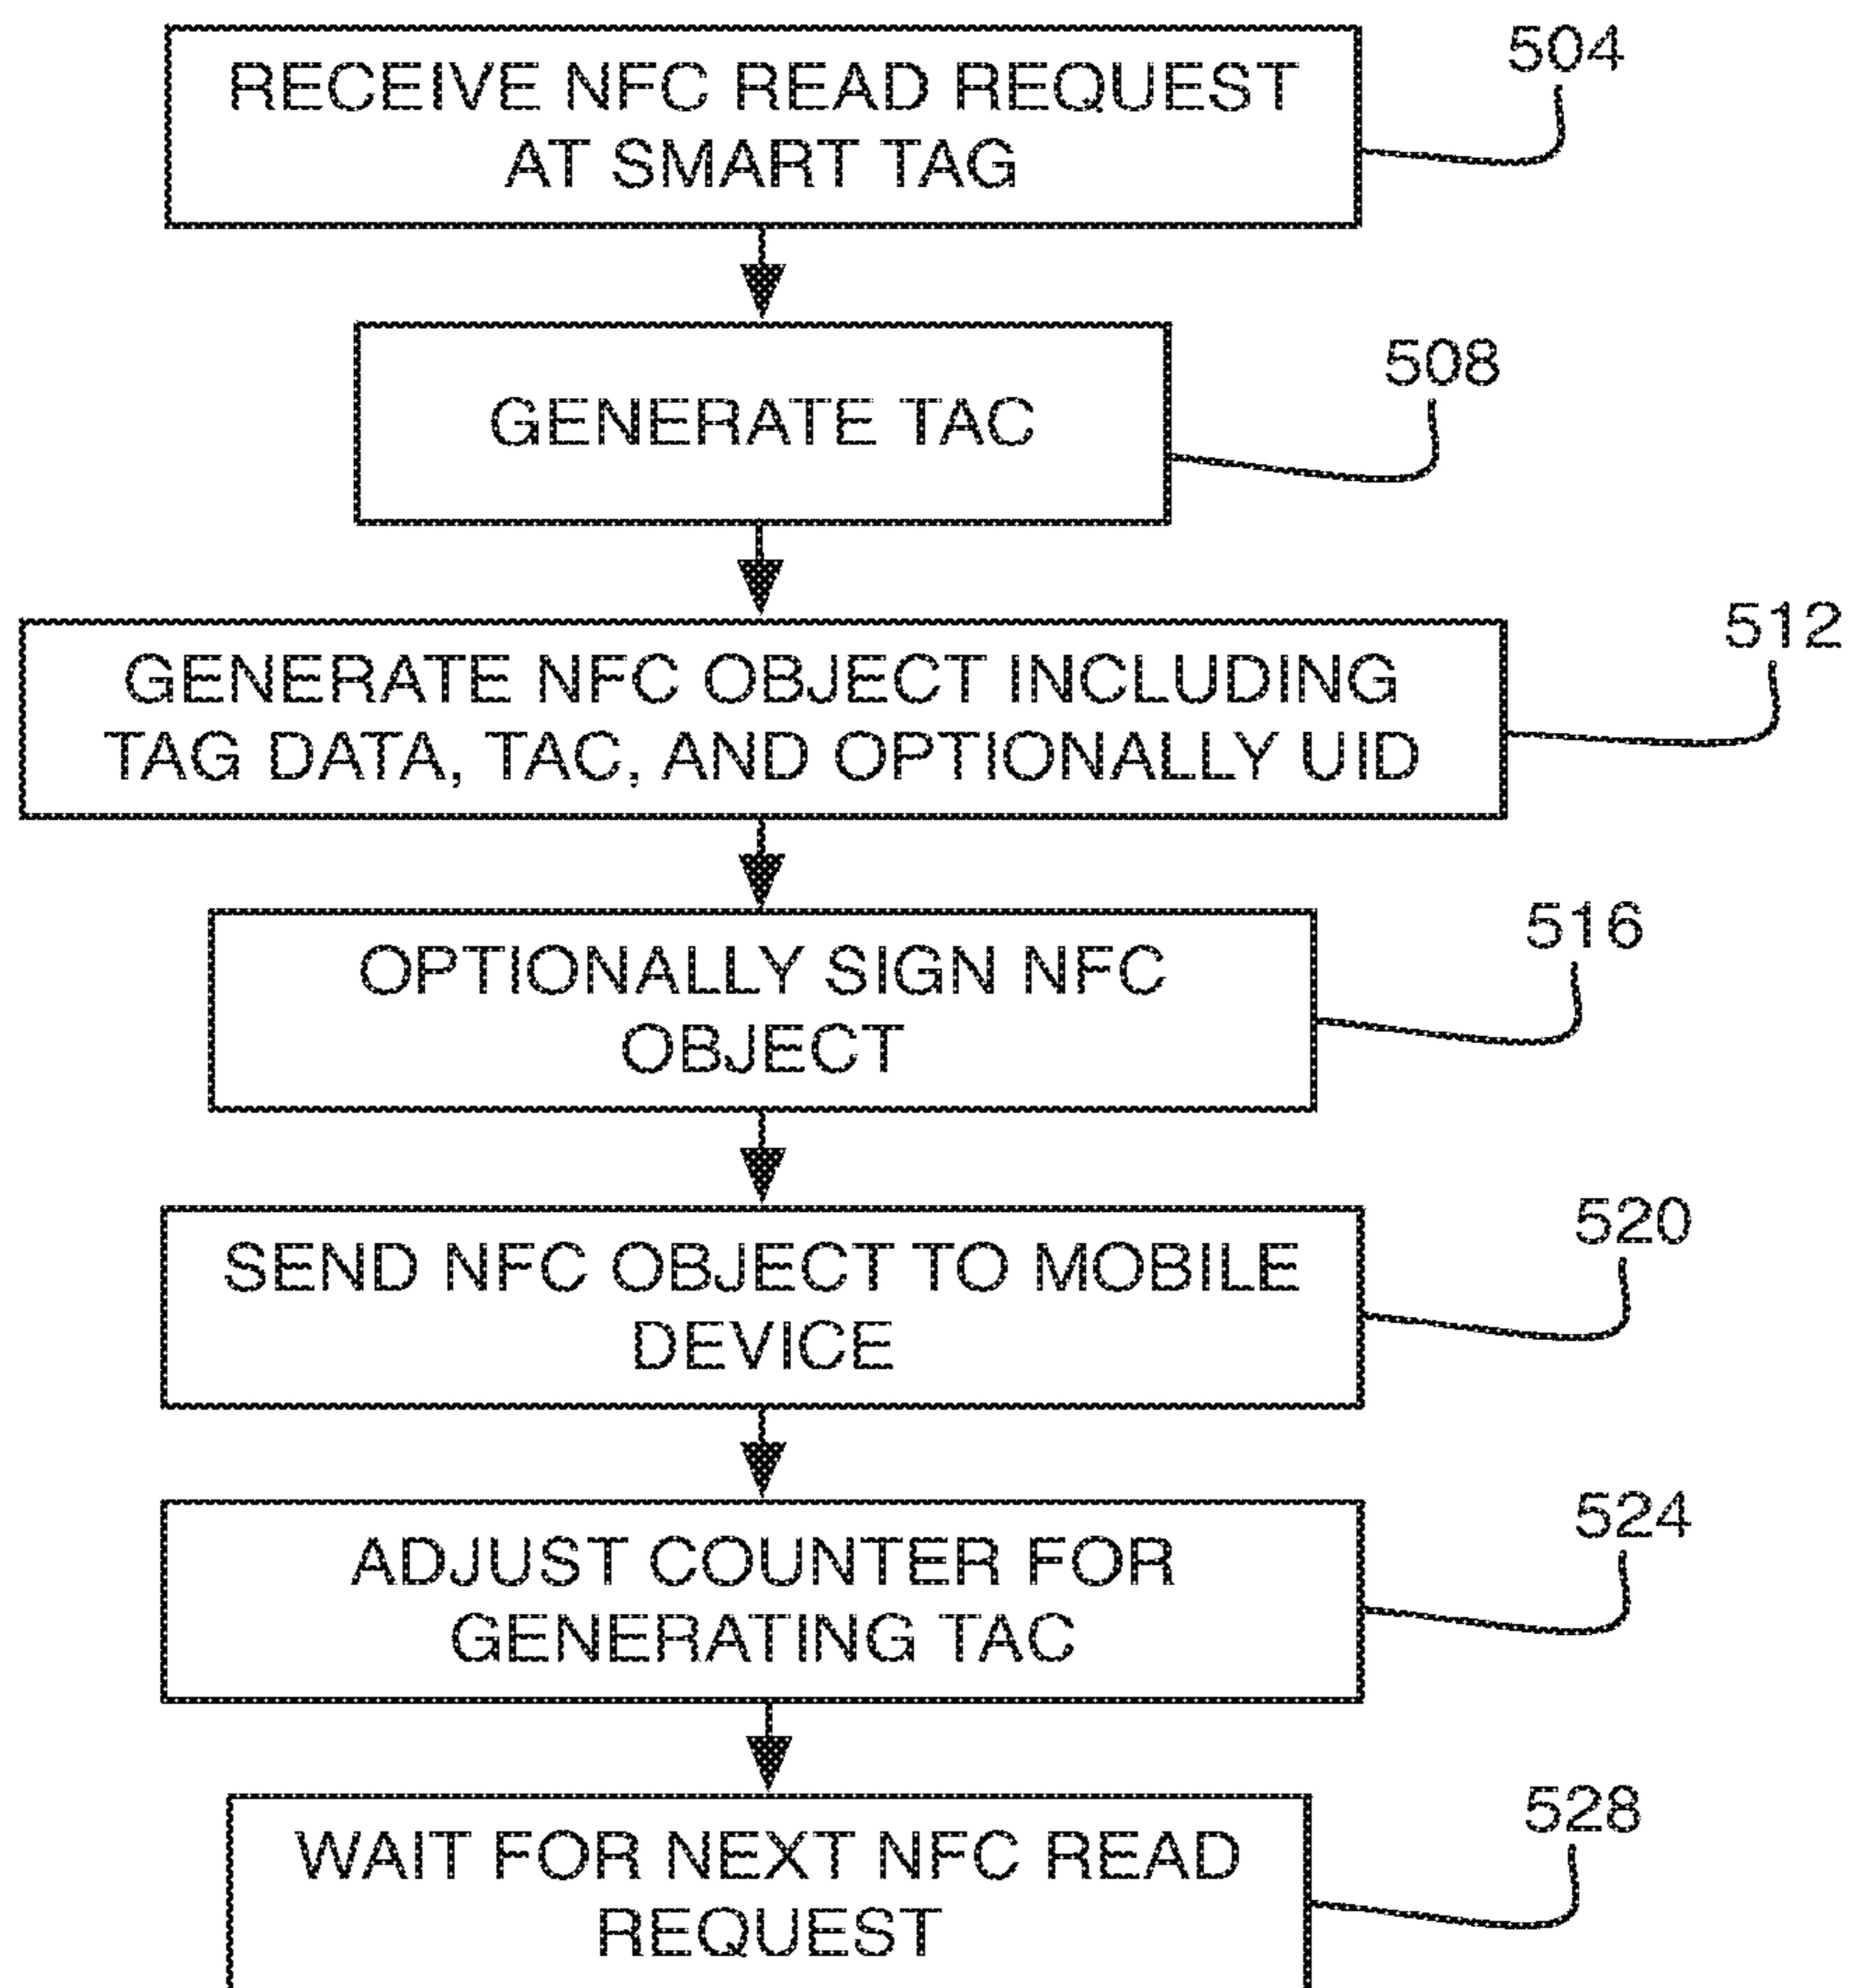 RECEIVE NFC READ REQUEST
AT SMART TAG
504
GENERATE TAC
508
GENERATE NFC OBJECT INCLUDING
TAG DATA, TAC, AND OPTIONALLY UID
512
OPTIONALLY SIGN NFC
OBJECT
516
SEND NFC OBJECT TO MOBILE
DEVICE
520
ADJUST COUNTER FOR
GENERATING TAC
524
WAIT FOR NEXT NFC READ
REQUEST
528